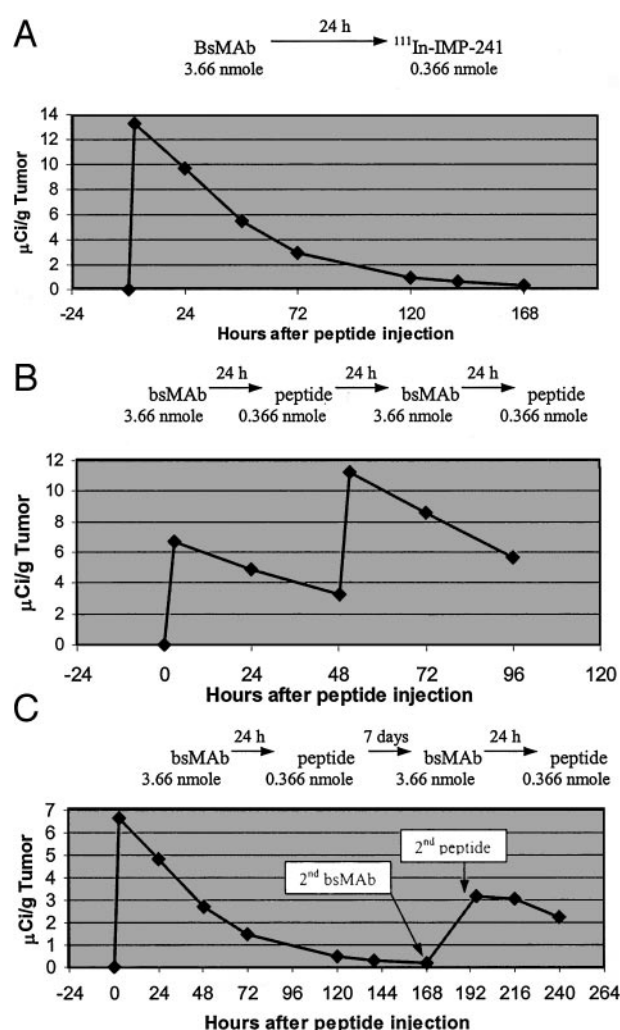 A
24 h
BsMAb ¹¹¹In-IMP-241
3.66 nmole 0.366 nmole
μCi/g Tumor
14
12
10
8
6
4
2
0
-24 24 72 120 168
Hours after peptide injection
B
24 h 24 h 24 h
bsMAb peptide bsMAb peptide
3.66 nmole 0.366 nmole 3.66 nmole 0.366 nmole
μCi/g Tumor
12
10
8
6
4
2
0
-24 0 24 48 72 96 120
Hours after peptide injection
C
24 h 7 days 24 h
bsMAb peptide bsMAb peptide
3.66 nmole 0.366 nmole 3.66 nmole 0.366 nmole
μCi/g Tumor
7
6
5
4
3
2
1
0
2nd peptide
2nd bsMAb
-24 0 24 48 72 96 120 144 168 192 216 240 264
Hours after peptide injection